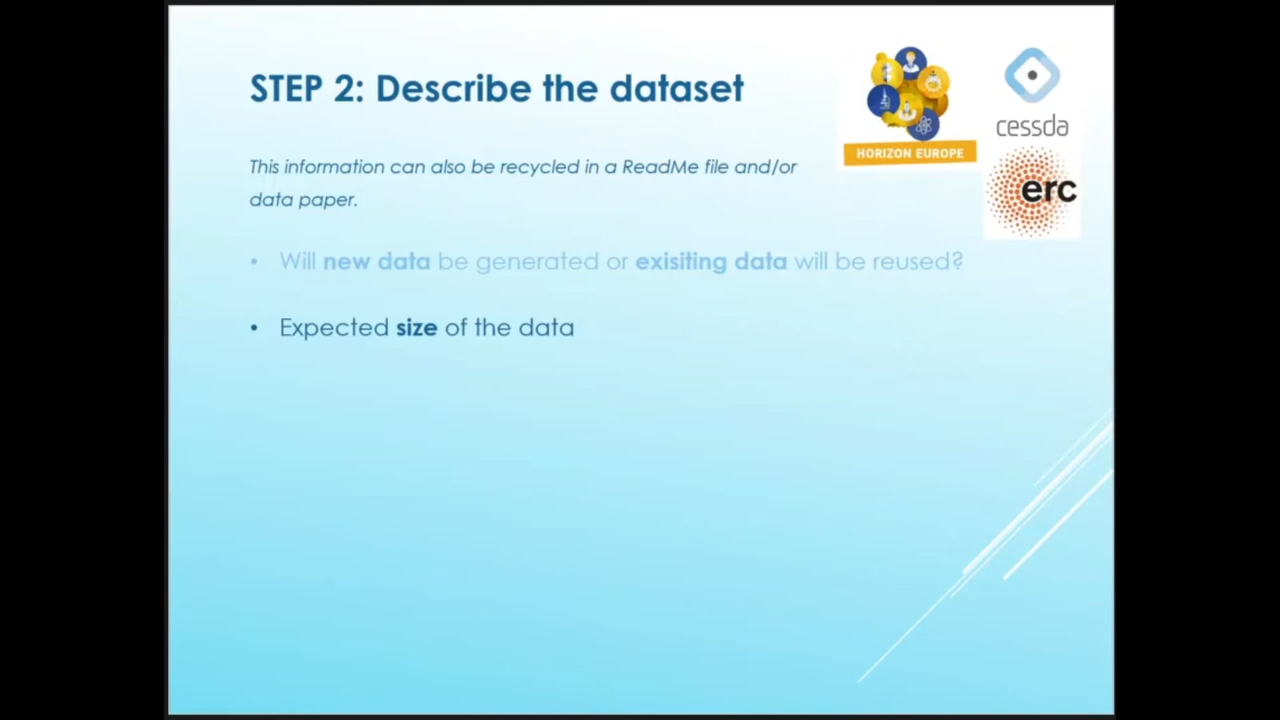 STEP 2: Describe the dataset
HORIZON EUROPE
cessda
erc
This information can also be recycled in a ReadMe file and/or
data paper.
• Will new data be generated or exisiting data will be reused?
• Expected size of the data